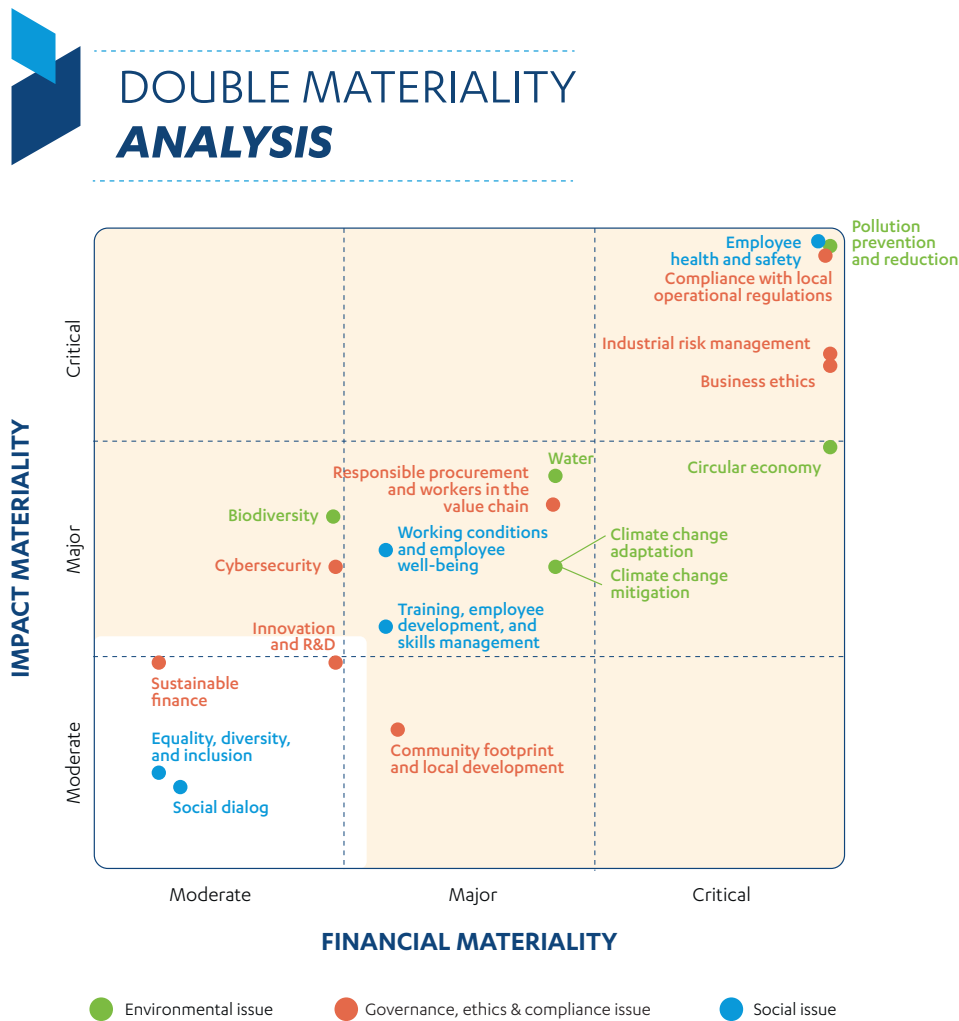 DOUBLE MATERIALITY
ANALYSIS
Pollution
prevention
and reduction
Employee
health and safety
Compliance with local
operational regulations
Industrial risk management
Business ethics
Critical
Circular economy
Water
Responsible procurement
and workers in the
value chain
Biodiversity
Working conditions
and employee
well-being
Climate change
adaptation
Cybersecurity
Climate change
mitigation
Training, employee
development, and
skills management
Major
IMPACT MATERIALITY
Innovation
and R&D
Sustainable
finance
Equality, diversity,
and inclusion
Social dialog
Community footprint
and local development
Moderate
Moderate
Major
Critical
FINANCIAL MATERIALITY
Environmental issue
Governance, ethics & compliance issue
Social issue